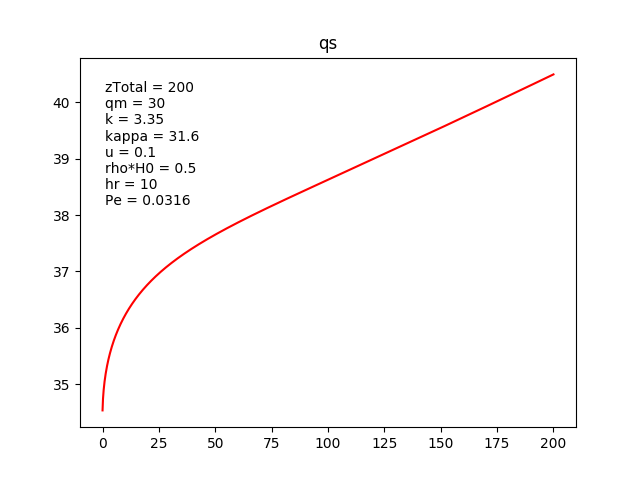 qs
zTotal = 200
qm = 30
k = 3.35
kappa = 31.6
u = 0.1
rho*H0 = 0.5
hr = 10
Pe = 0.0316
40
39
38
37
36
35
0 25 50 75 100 125 150 175 200